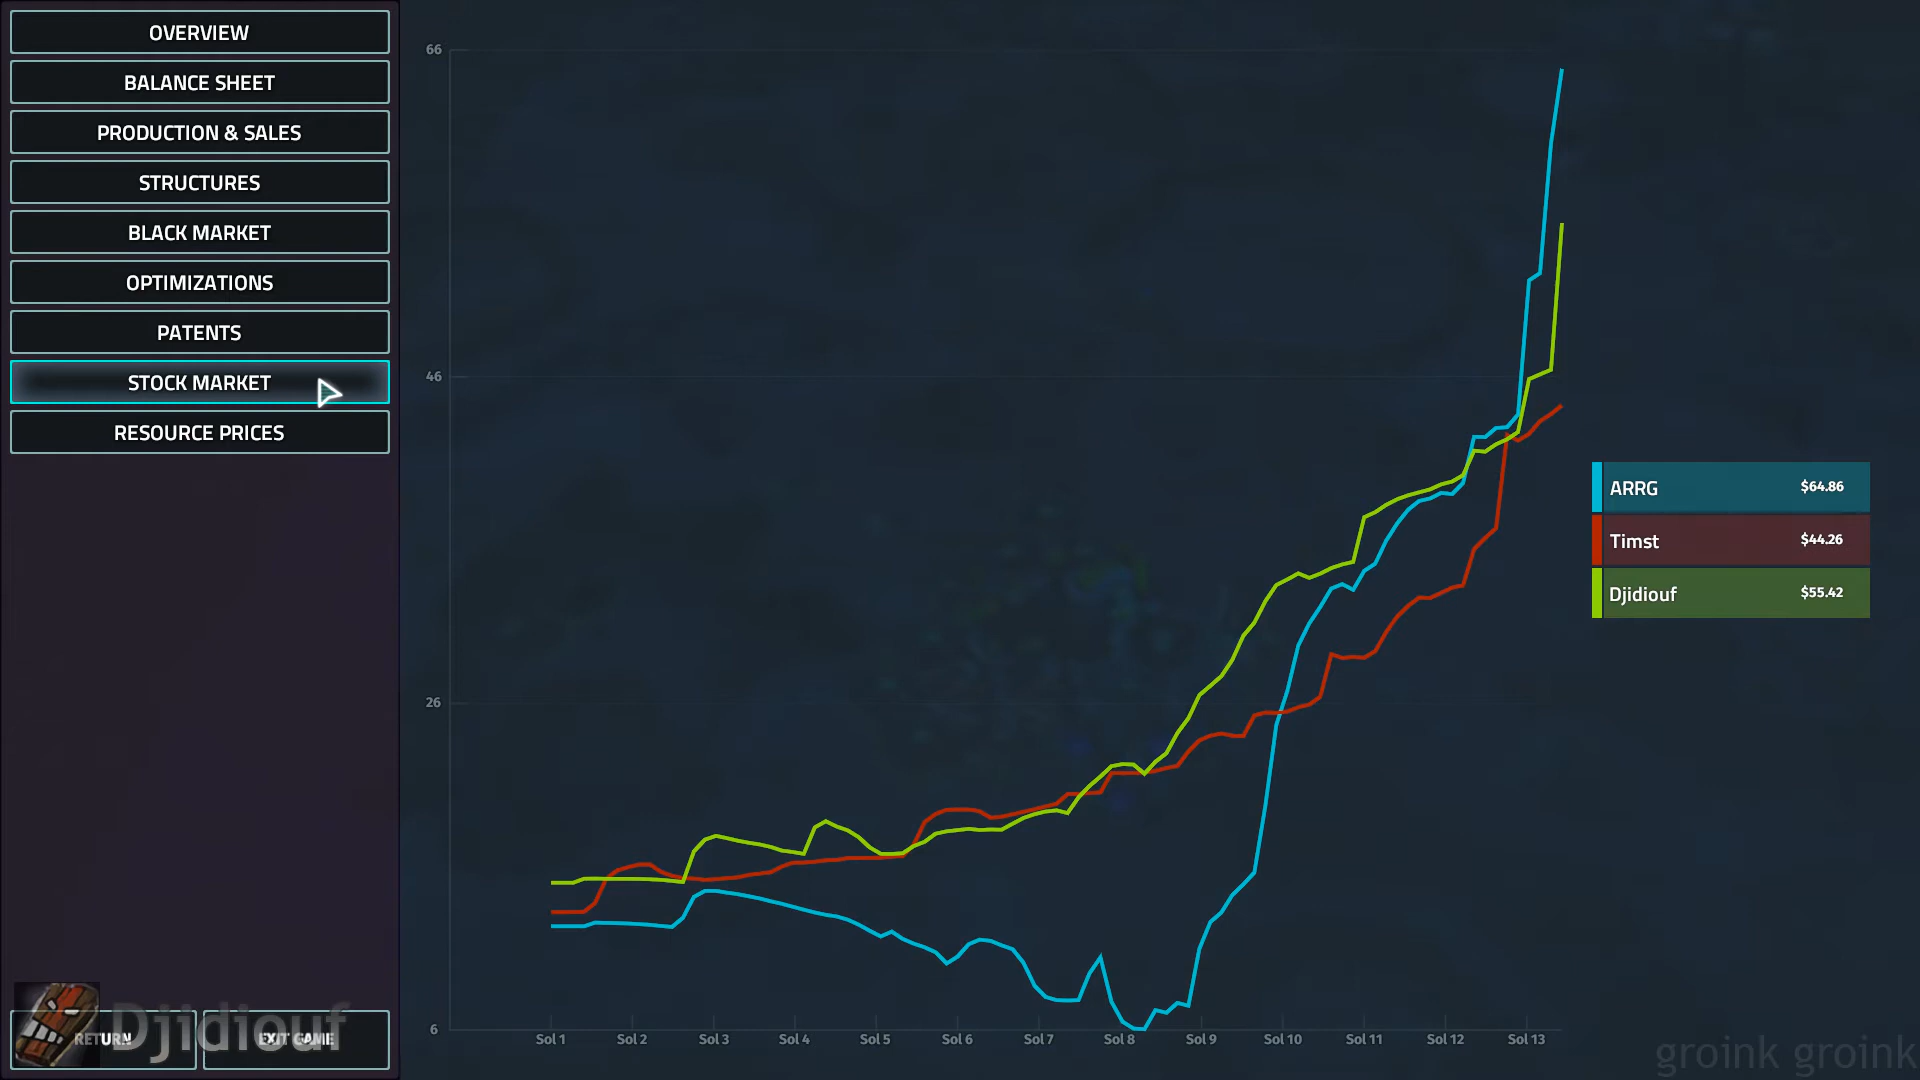 OVERVIEW
BALANCE SHEET
PRODUCTION & SALES
STRUCTURES
BLACK MARKET
OPTIMIZATIONS
PATENTS
STOCK MARKET
RESOURCE PRICES
RETURN
EXIT GAME
Djidiouf
66
46
26
6
Sol 1 Sol 2 Sol 3 Sol 4 Sol 5 Sol 6 Sol 7 Sol 8 Sol 9 Sol 10 Sol 11 Sol 12 Sol 13
ARRG $64.86
Timst $44.26
Djidiouf $55.42
groink groink